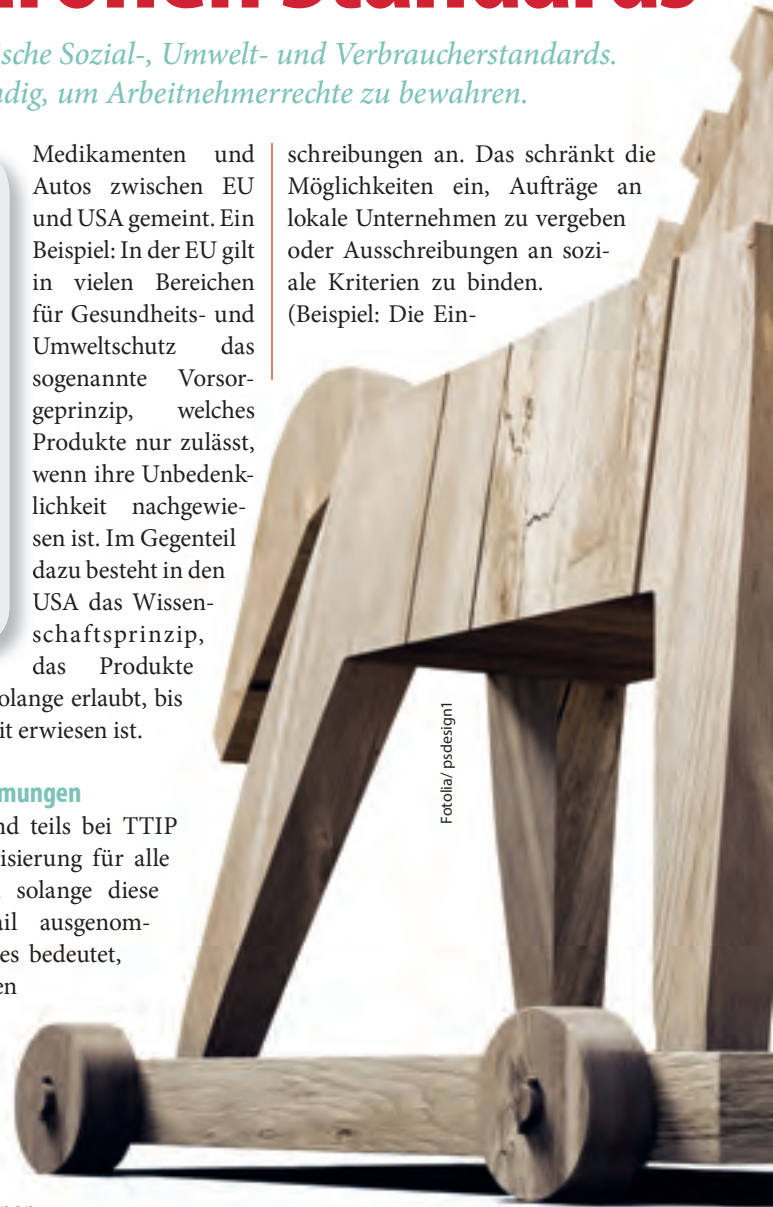 Standards
Sozial-, Umwelt- und Verbraucherstandards.
um Arbeitnehmerrechte zu bewahren.
Medikamenten und
Autos zwischen EU
und USA gemeint. Ein
Beispiel: In der EU gilt
in vielen Bereichen
für Gesundheits- und
Umweltschutz das
sogenannte Vorsor-
geprinzip, welches
Produkte nur zulässt,
wenn ihre Unbedenk-
lichkeit nachgewie-
sen ist. Im Gegenteil
dazu besteht in den
USA das Wissen-
schaftsprinzip,
das Produkte
solange erlaubt, bis
it erwiesen ist.
mungen
nd teils bei TTIP
isierung für alle
solange diese
ail ausgenom-
es bedeutet,
en
schreibungen an. Das schränkt die
Möglichkeiten ein, Aufträge an
lokale Unternehmen zu vergeben
oder Ausschreibungen an sozi-
ale Kriterien zu binden.
(Beispiel: Die Ein-
Fotolia/ psdesign1